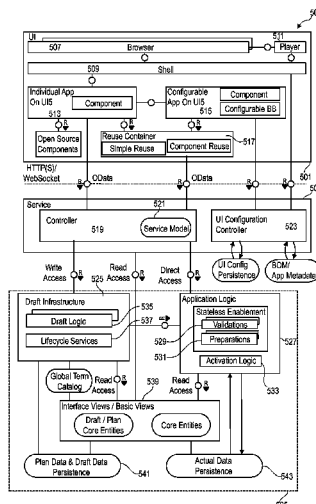 UI
531
507
Browser
Player
Shell
509
Individual App
On UI5
513
Component
Configurable
App On UI5
515
Component
Configurable BB
R
R
Open Source
Components
Reuse Container
517
Simple Reuse
Component Reuse
HTTP(S)/
WebSocket
R
OData
R
OData
R
R
501
Service
Controller
519
521
Service Model
UI Configuration
Controller
523
UI Config
Persistence
BOM/
App Metadata
Write
Access
R
Read
Access
R
Direct
Access
R
525
Draft Infrastructure
535
Draft Logic
537
Lifecycle Services
Application Logic
Stateless Enablement
Validations
529
Preparations
531
Activation Logic
527
533
Global Term
Catalog
Read
Access
R
539
Read
Access
R
Interface Views / Basic Views
Draft / Plan
Core Entities
Core Entities
Plan Data & Draft Data
Persistence
541
Actual Data
Persistence
543